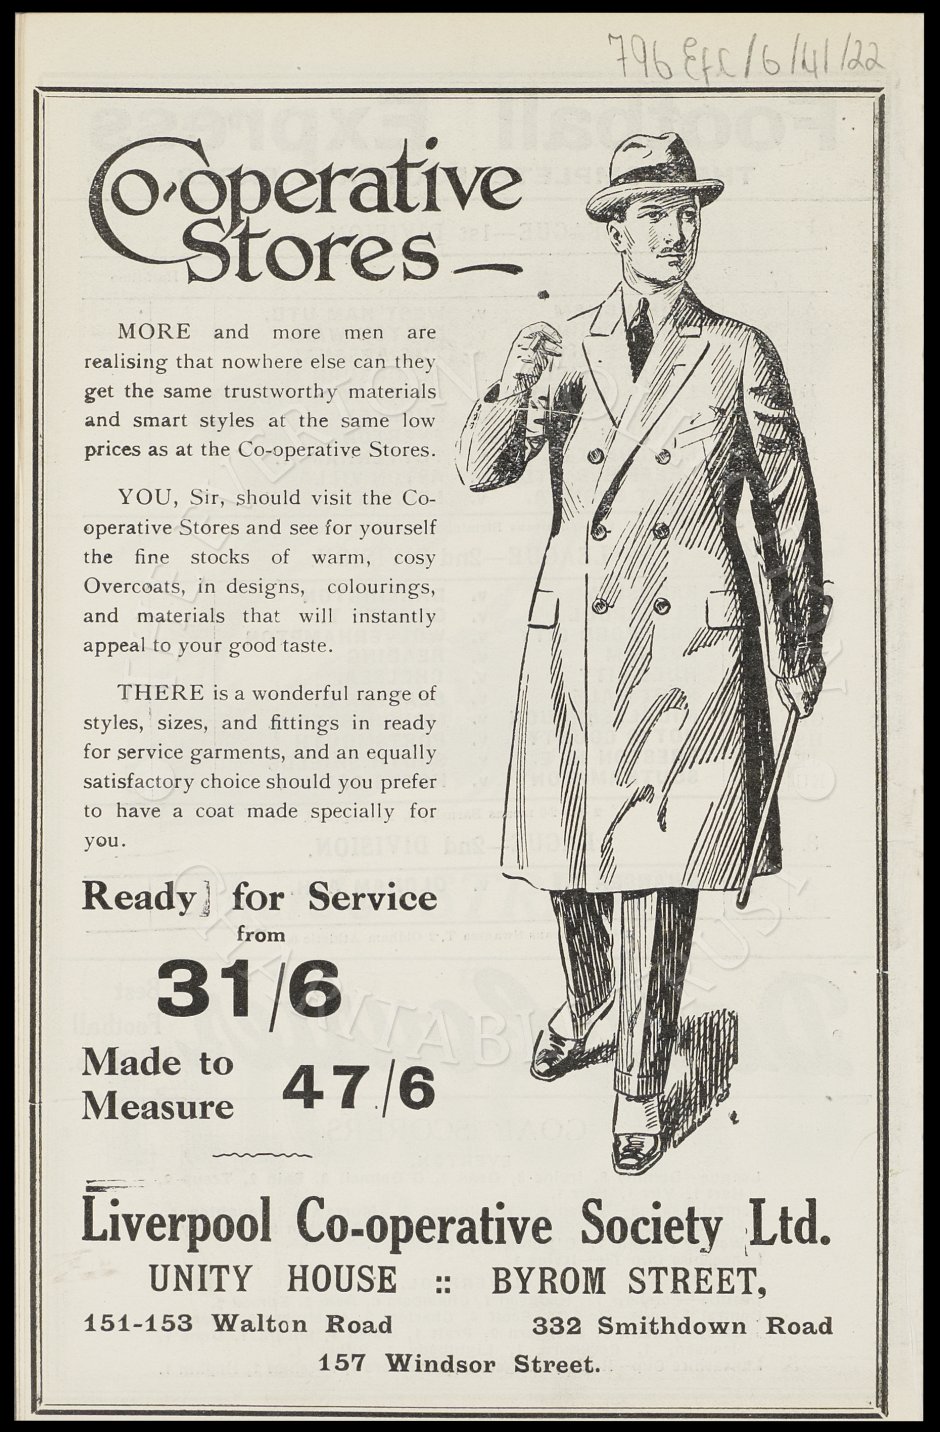 796 EFC/6/41/22
Co-operative
Stores
MORE and more men are
realising that nowhere else can they
get the same trustworthy materials
and smart styles at the same low
prices as at the Co-operative Stores.
YOU, Sir, should visit the Co-
operative Stores and see for yourself
the fine stocks of warm, cosy
Overcoats, in designs, colourings,
and materials that will instantly
appeal to your good taste.
THERE is a wonderful range of
styles, sizes, and fittings in ready
for service garments, and an equally
satisfactory choice should you prefer
to have a coat made specially for
you.
Ready for Service
from
31/6
Made to
Measure 47/6
Liverpool Co-operative Society Ltd.
UNITY HOUSE :: BYROM STREET,
151-153 Walton Road 332 Smithdown Road
157 Windsor Street.